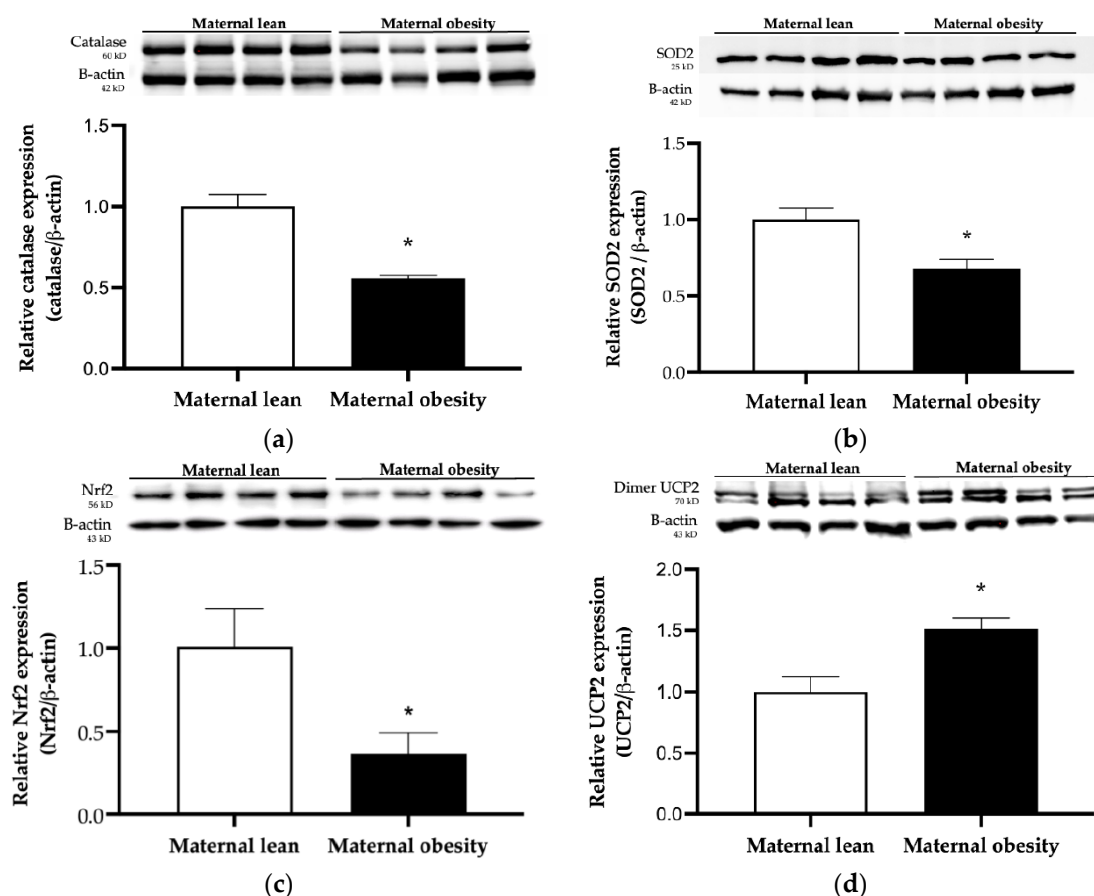 Maternal lean Maternal obesity
Catalase
60 kD
B-actin
42 kD
Relative catalase expression
(catalase/β-actin)
1.5
1.0
0.5
0.0
*
Maternal lean Maternal obesity
(a)
Maternal lean Maternal obesity
SOD2
25 kD
B-actin
42 kD
Relative SOD2 expression
(SOD2 / β-actin)
1.5
1.0
0.5
0.0
*
Maternal lean Maternal obesity
(b)
Maternal lean Maternal obesity
Nrf2
56 kD
B-actin
43 kD
Relative Nrf2 expression
(Nrf2/β-actin)
1.5
1.0
0.5
0.0
*
Maternal lean Maternal obesity
(c)
Maternal lean Maternal obesity
Dimer UCP2
70 kD
B-actin
43 kD
Relative UCP2 expression
(UCP2/β-actin)
2.0
1.5
1.0
0.5
0.0
*
Maternal lean Maternal obesity
(d)